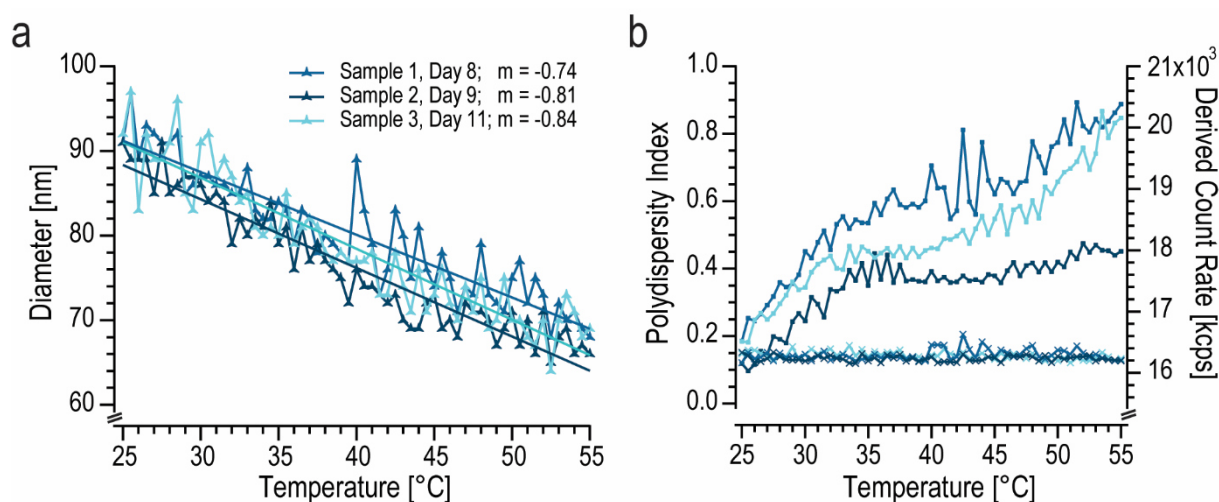 a
100
90
80
70
60
Diameter [nm]
25 30 35 40 45 50 55
Temperature [°C]
Sample 1, Day 8; m = -0.74
Sample 2, Day 9; m = -0.81
Sample 3, Day 11; m = -0.84
b
1.0
0.8
0.6
0.4
0.2
0.0
Polydispersity Index
25 30 35 40 45 50 55
Temperature [°C]
21x10³
20
19
18
17
16
Derived Count Rate
[kcps]